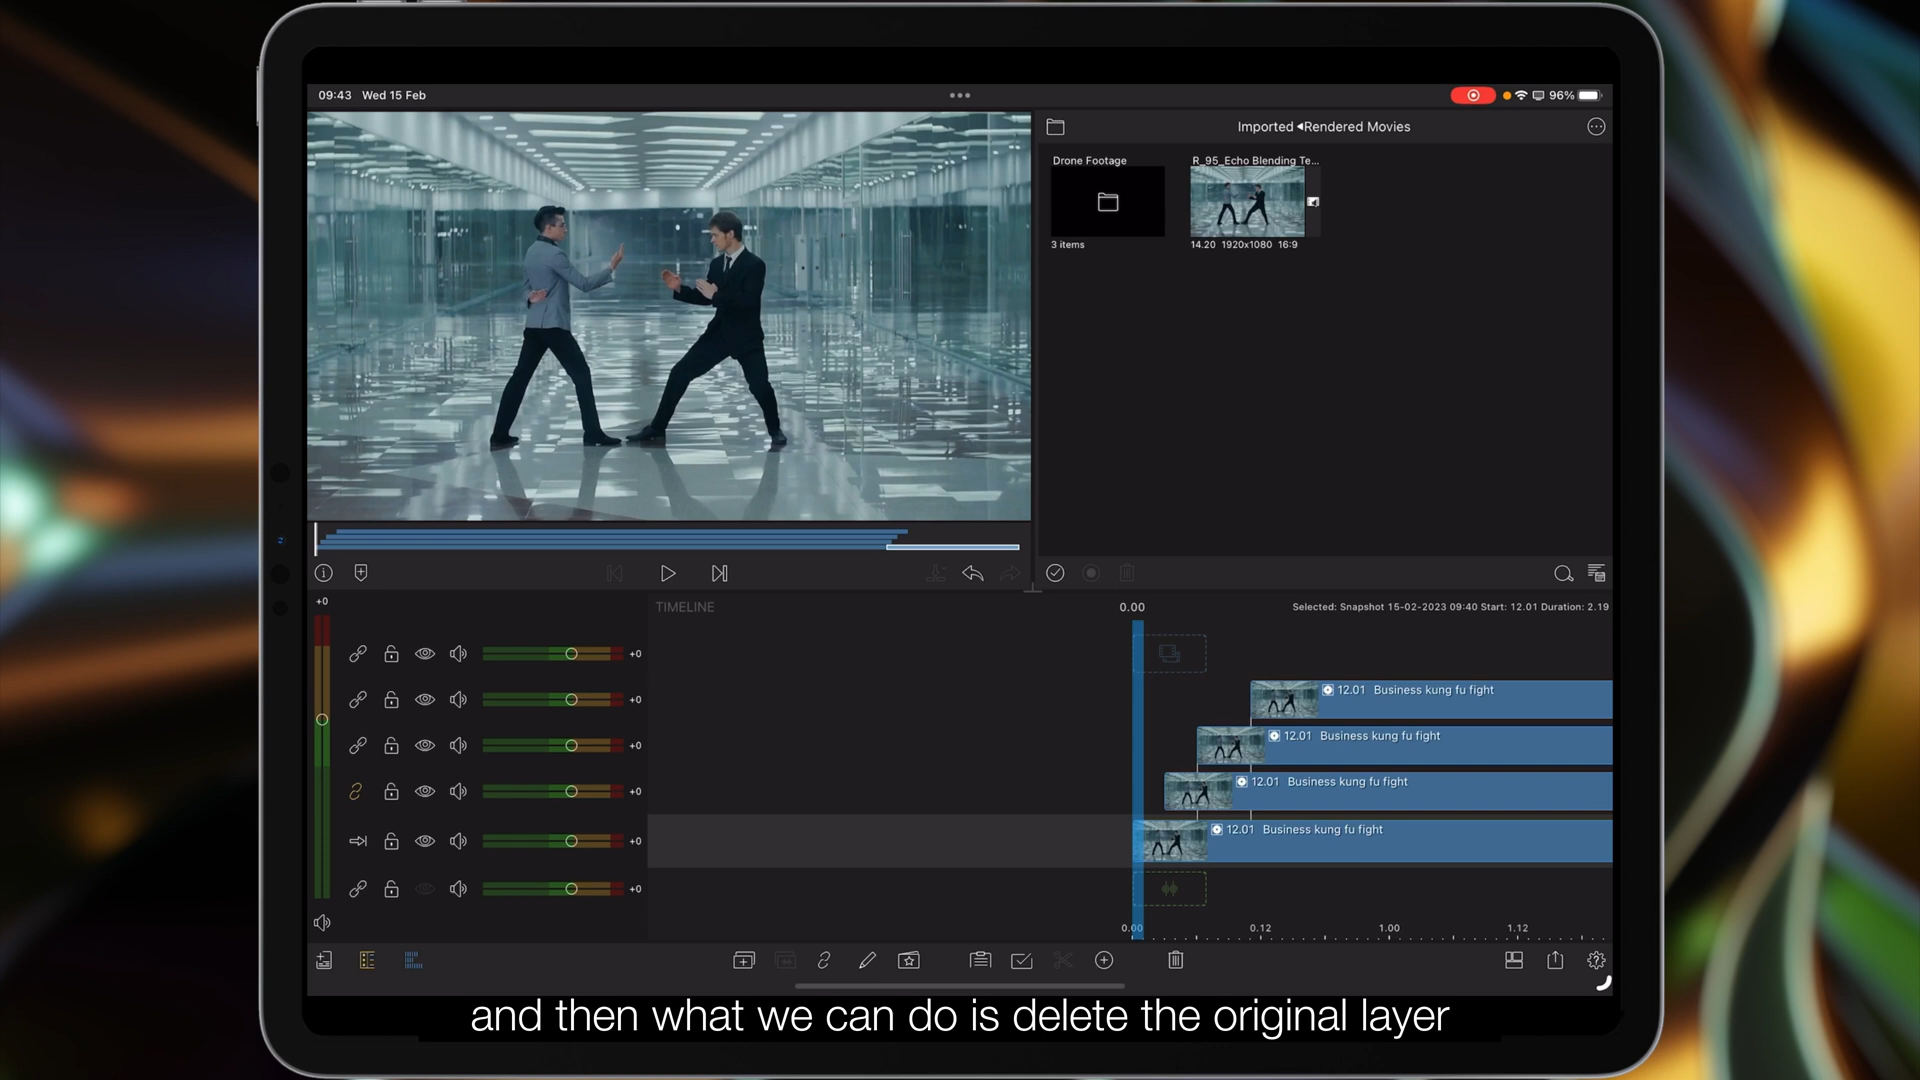 09:43 Wed 15 Feb
96%
Imported ◂Rendered Movies
Drone Footage
R_95_Echo Blending Te...
3 items
14.20 1920x1080 16:9
+0
TIMELINE
0.00
Selected: Snapshot 15-02-2023 09:40 Start: 12.01 Duration: 2.19
+0
+0
12.01 Business kung fu fight
+0
12.01 Business kung fu fight
+0
12.01 Business kung fu fight
+0
12.01 Business kung fu fight
+0
0.00 0.12 1.00 1.12
and then what we can do is delete the original layer